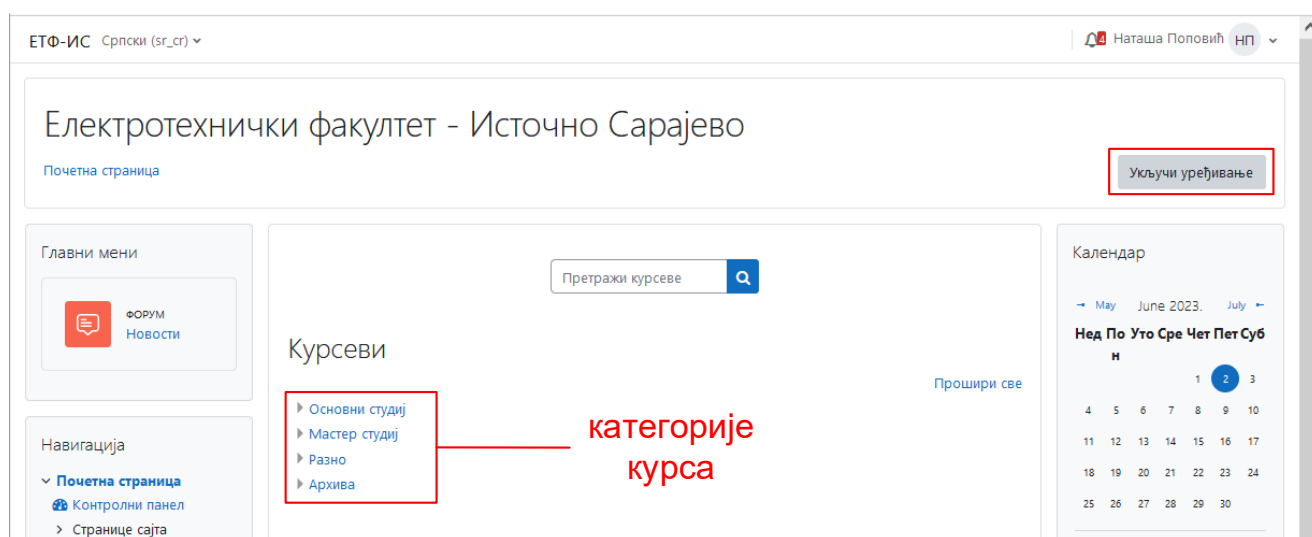 ЕТФ-ИС Српски (sr_cr)
4 Наташа Поповић НП
Електротехнички факултет - Источно Сарајево
Почетна страница
Укључи уређивање
Главни мени
ФОРУМ
Новости
Навигација
Почетна страница
Контролни панел
Странице сајта
Претражи курсеве
Курсеви
Прошири све
Основни студиј
Мастер студиј
Разно
Архива
категорије
курса
Календар
May June 2023. July
Нед По Уто Сре Чет Пет Суб
н
1 2 3
4 5 6 7 8 9 10
11 12 13 14 15 16 17
18 19 20 21 22 23 24
25 26 27 28 29 30